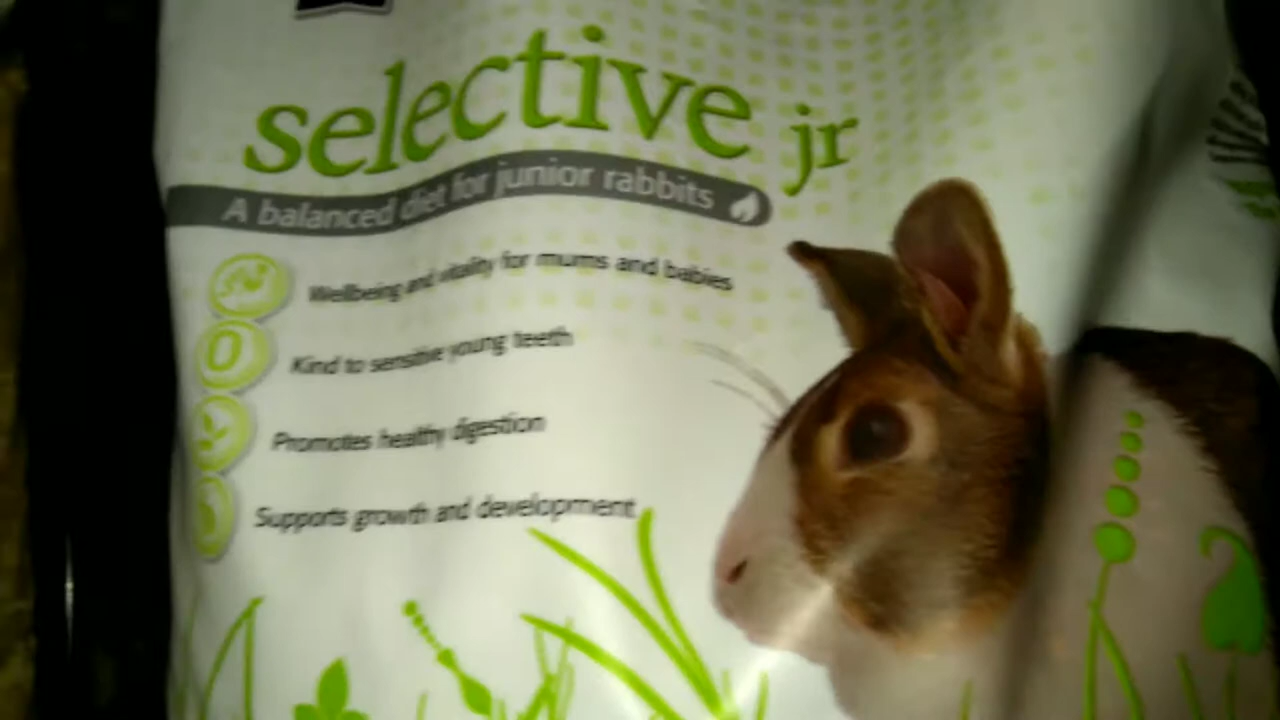 selective jr
A balanced diet for junior rabbits
Wellbeing and vitality for mums and babies
Kind to sensitive young teeth
Promotes healthy digestion
Supports growth and development